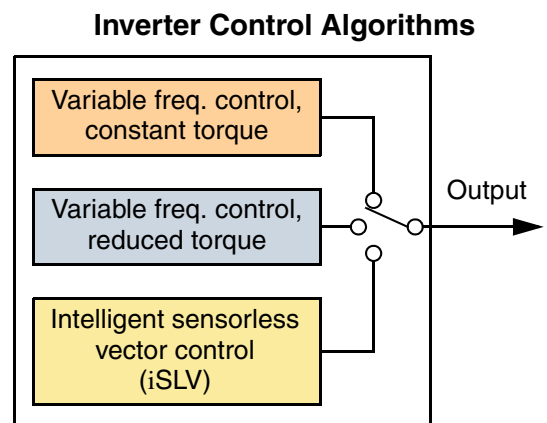 Inverter Control Algorithms
Variable freq. control,
constant torque
Variable freq. control,
reduced torque
Output
Intelligent sensorless
vector control
(iSLV)